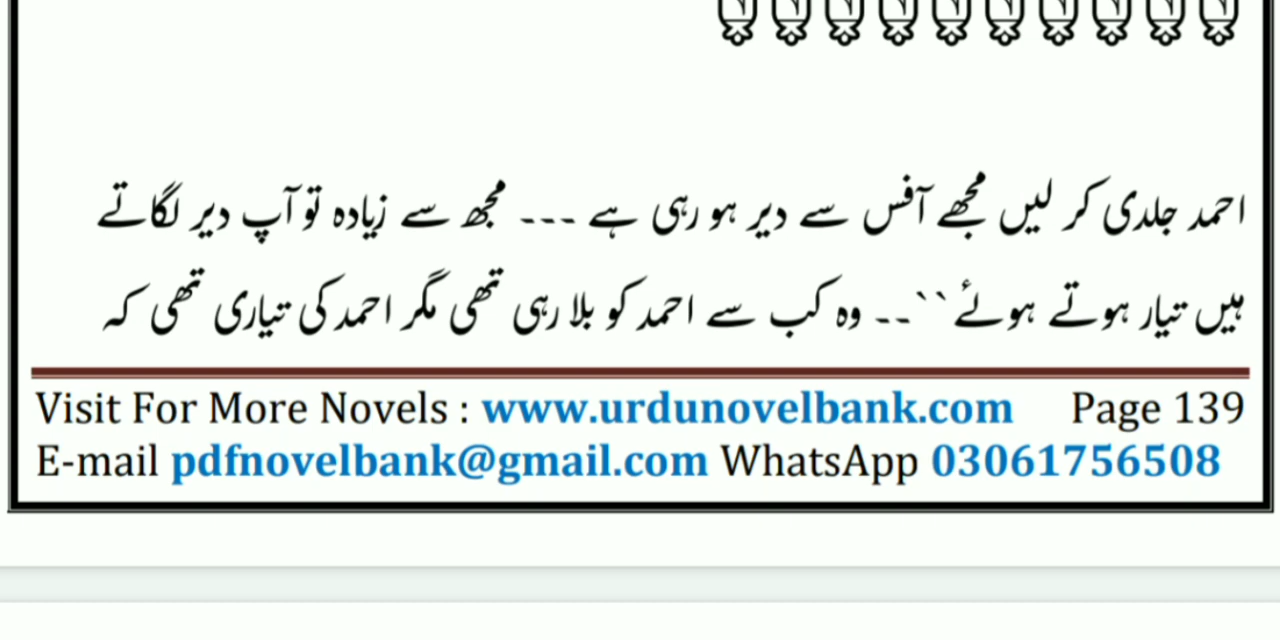 احمد جلدی کر لیں مجھے آفس سے دیر ہو رہی ہے --- مجھ سے زیادہ تو آپ دیر لگاتے
ہیں تیار ہوتے ہوئے``-- وہ کب سے احمد کو بلا رہی تھی مگر احمد کی تیاری تھی کہ
Visit For More Novels : www.urdunovelbank.com Page 139
E-mail pdfnovelbank@gmail.com WhatsApp 03061756508